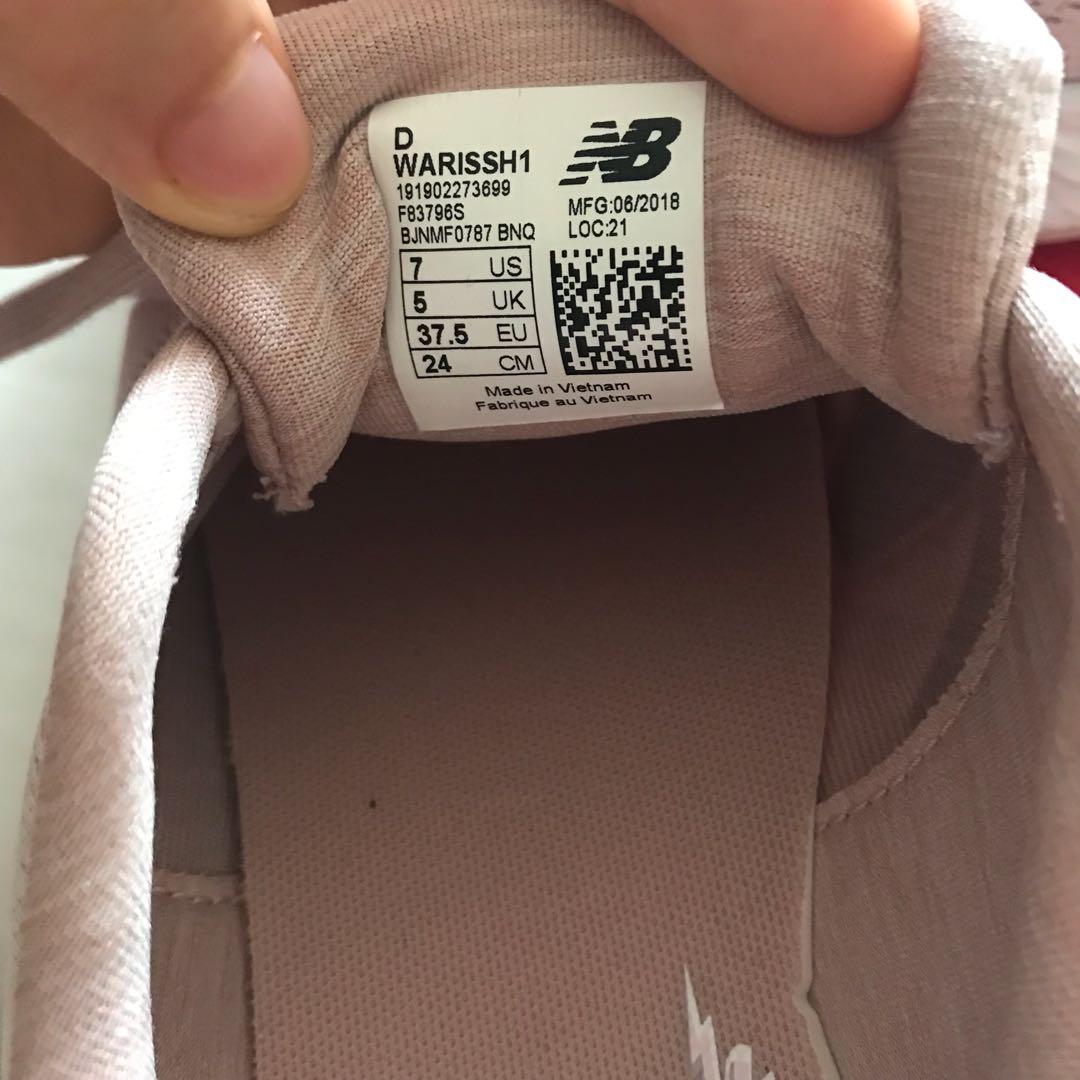 D
WARISSH1
191902273699
F83796S
BJNMF0787 BNQ
NB
MFG:06/2018
LOC:21
7 US
5 UK
37.5 EU
24 CM
Made in Vietnam
Fabrique au Vietnam